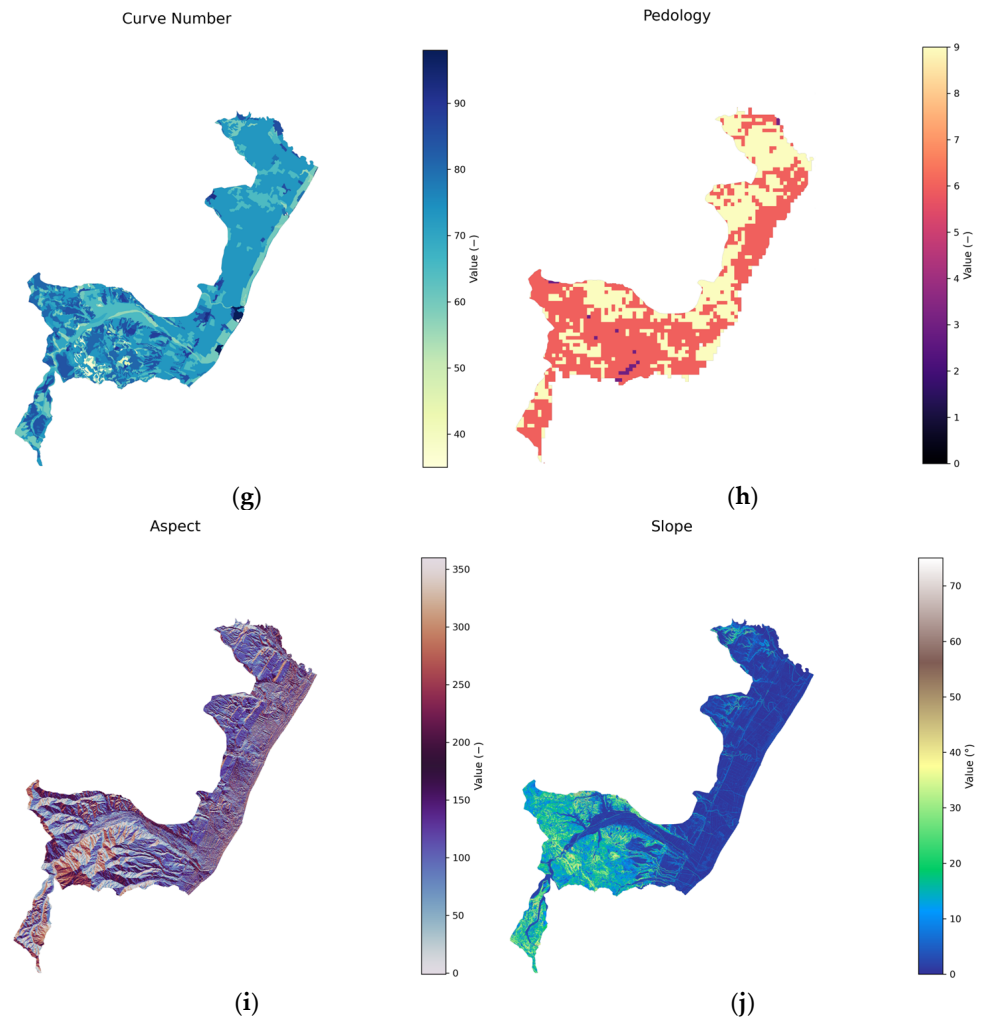 Curve Number
90
80
70
60
50
40
Value (−)
(g)
Pedology
9
8
7
6
5
4
3
2
1
0
Value (−)
(h)
Aspect
350
300
250
200
150
100
50
0
Value (−)
(i)
Slope
70
60
50
40
30
20
10
0
Value (°)
(j)